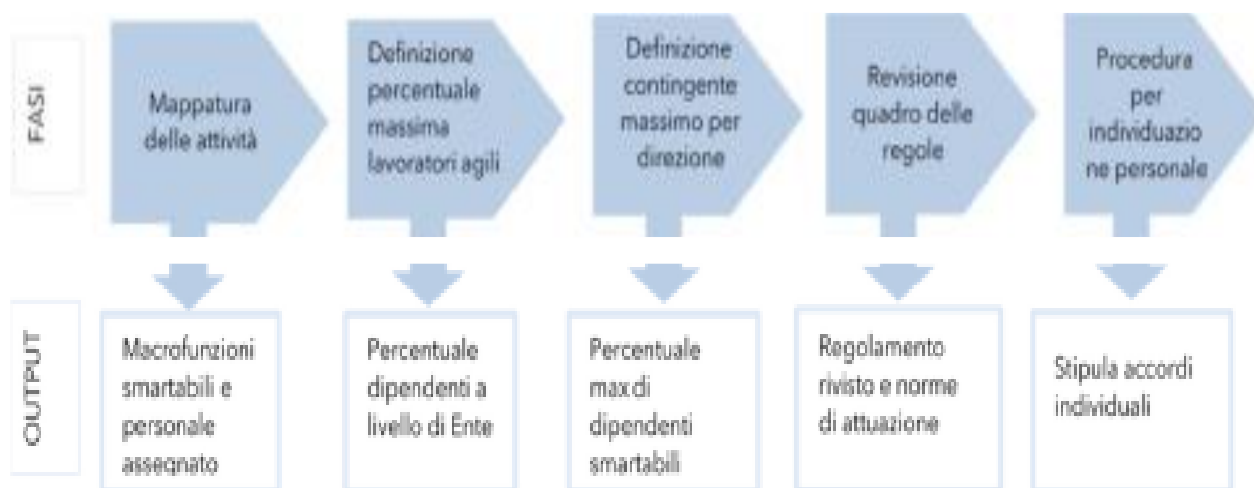 FASI
Mappatura
delle attività
Definizione
percentuale
massima
lavoratori agili
Definizione
contingente
massimo per
direzione
Revisione
quadro delle
regole
Procedura
per
individuazio
ne personale
OUTPUT
Macrofunzioni
smartabili e
personale
assegnato
Percentuale
dipendenti a
livello di Ente
Percentuale
max di
dipendenti
smartabili
Regolamento
rivisto e norme
di attuazione
Stipula accordi
individuali